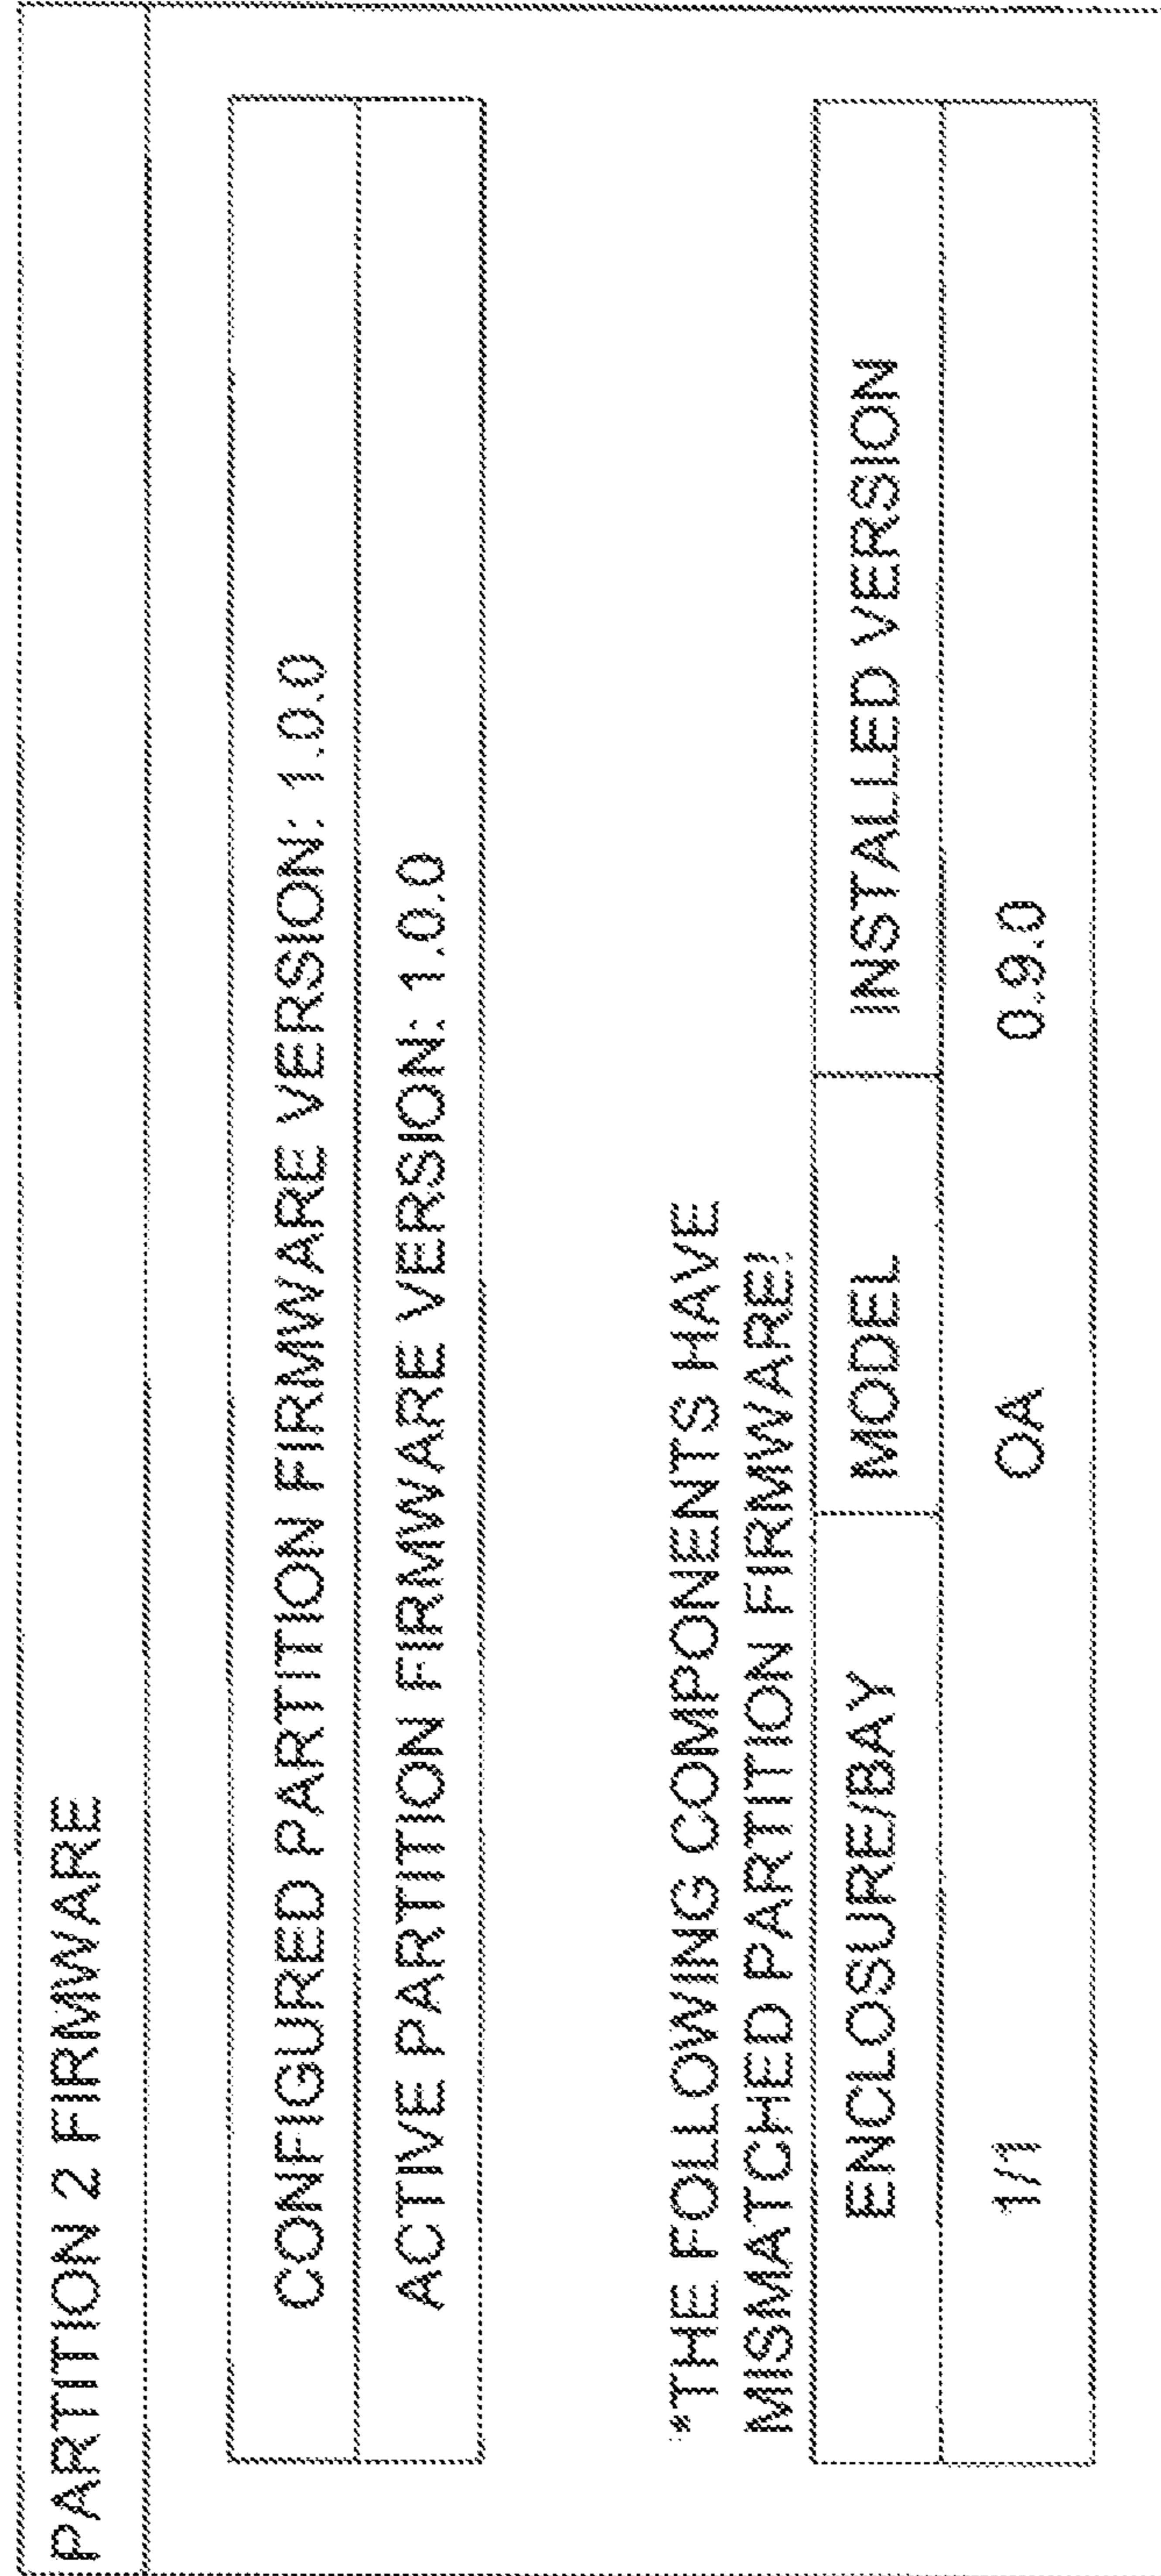 PARTITION 2 FIRMWARE
CONFIGURED PARTITION FIRMWARE VERSION: 1.0.0
ACTIVE PARTITION FIRMWARE VERSION: 1.0.0
"THE FOLLOWING COMPONENTS HAVE
MISMATCHED PARTITION FIRMWARE!
ENCLOSURE/BAY MODEL INSTALLED VERSION
1/1 OA 0.9.0